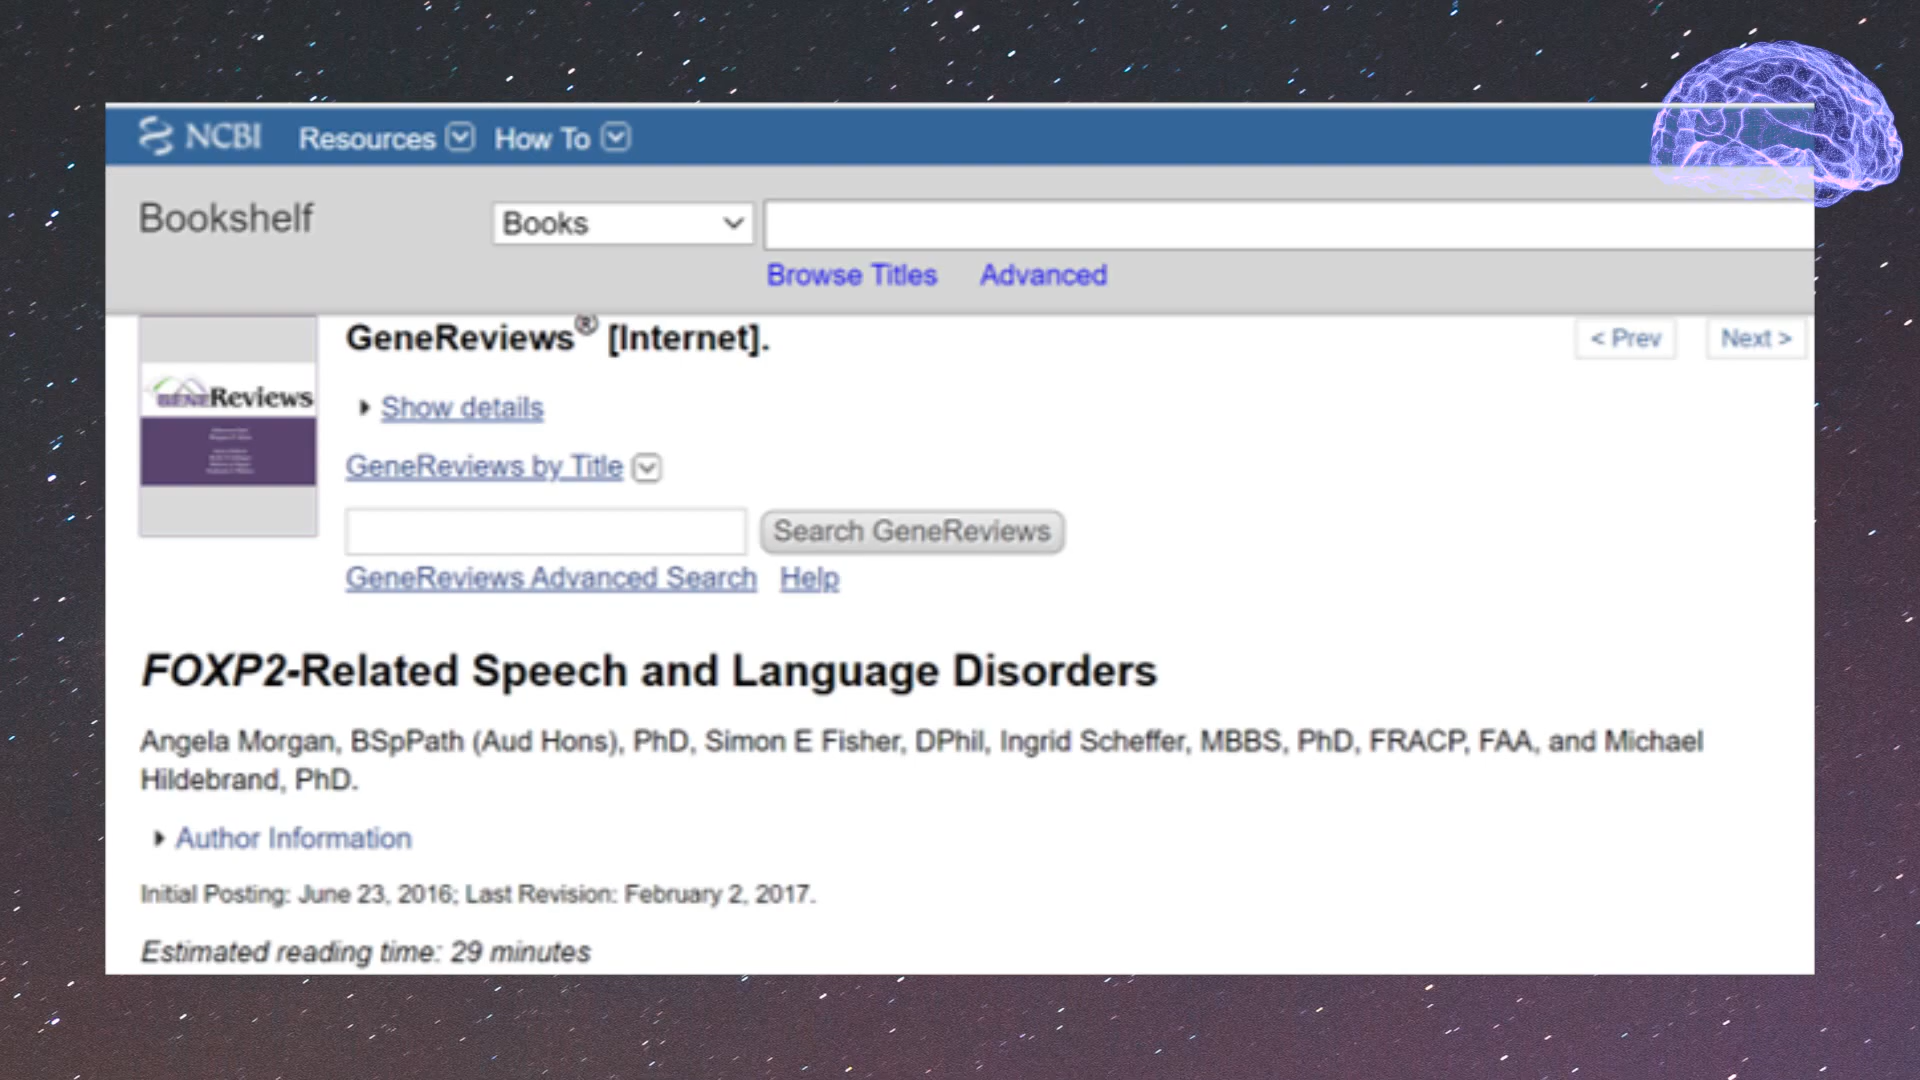 NCBI Resources How To
Bookshelf
Books
Browse Titles Advanced
GeneReviews® [Internet].
< Prev Next >
GENEReviews
Show details
GeneReviews by Title
Search GeneReviews
GeneReviews Advanced Search Help
FOXP2-Related Speech and Language Disorders
Angela Morgan, BSpPath (Aud Hons), PhD, Simon E Fisher, DPhil, Ingrid Scheffer, MBBS, PhD, FRACP, FAA, and Michael
Hildebrand, PhD.
Author Information
Initial Posting: June 23, 2016; Last Revision: February 2, 2017.
Estimated reading time: 29 minutes